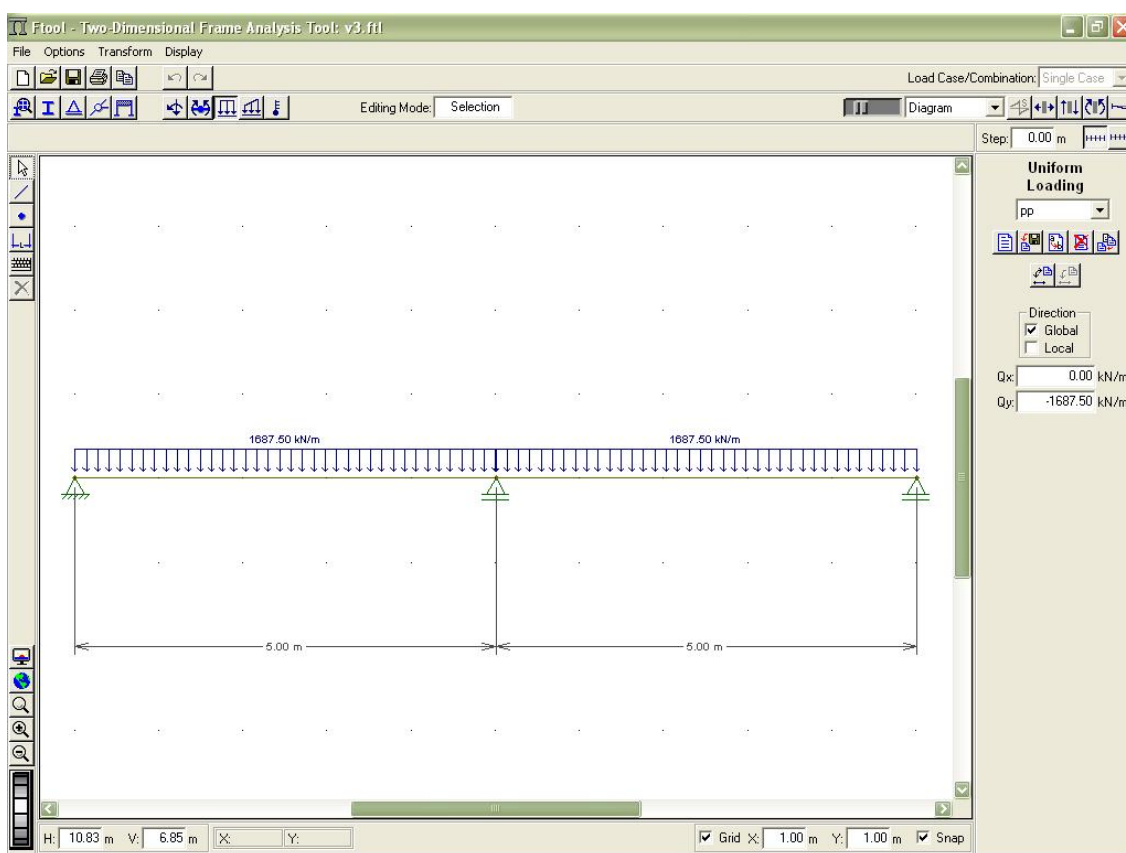 Ftool - Two-Dimensional Frame Analysis Tool: v3.ftl
File Options Transform Display
Load Case/Combination: Single Case
Editing Mode: Selection
Diagram
Step: 0.00 m
Uniform
Loading
pp
Direction
Global
Local
Qx: 0.00 kN/m
Qy: -1687.50 kN/m
1687.50 kN/m 1687.50 kN/m
5.00 m 5.00 m
H: 10.83 m V: 6.85 m X: Y: Grid X: 1.00 m Y: 1.00 m Snap